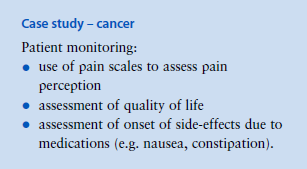 Case study – cancer
Patient monitoring:
● use of pain scales to assess pain
perception
● assessment of quality of life
● assessment of onset of side-effects due to
medications (e.g. nausea, constipation).